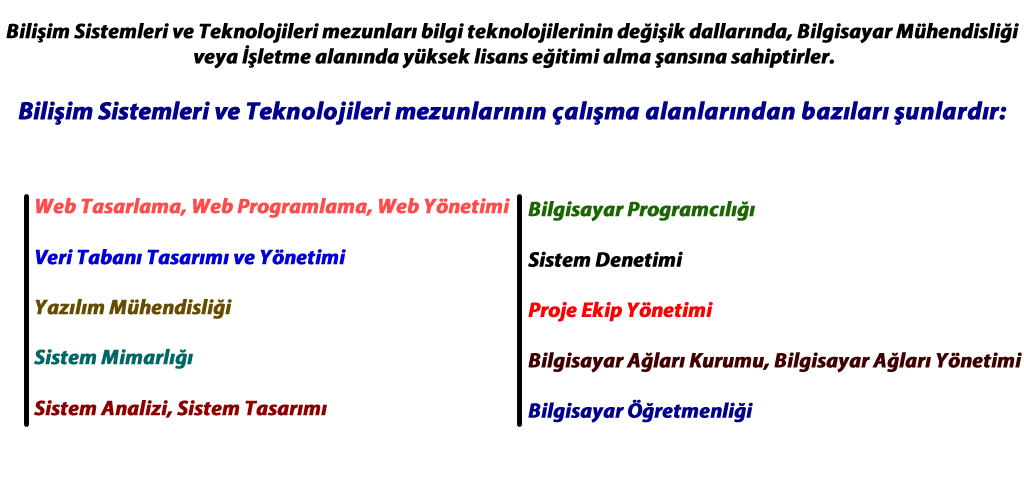 Bilişim Sistemleri ve Teknolojileri mezunları bilgi teknolojilerinin değişik dallarında, Bilgisayar Mühendisliği
veya İşletme alanında yüksek lisans eğitimi alma şansına sahiptirler.
Bilişim Sistemleri ve Teknolojileri mezunlarının çalışma alanlarından bazıları şunlardır:
Web Tasarlama, Web Programlama, Web Yönetimi
Veri Tabanı Tasarımı ve Yönetimi
Yazılım Mühendisliği
Sistem Mimarlığı
Sistem Analizi, Sistem Tasarımı
Bilgisayar Programcılığı
Sistem Denetimi
Proje Ekip Yönetimi
Bilgisayar Ağları Kurumu, Bilgisayar Ağları Yönetimi
Bilgisayar Öğretmenliği